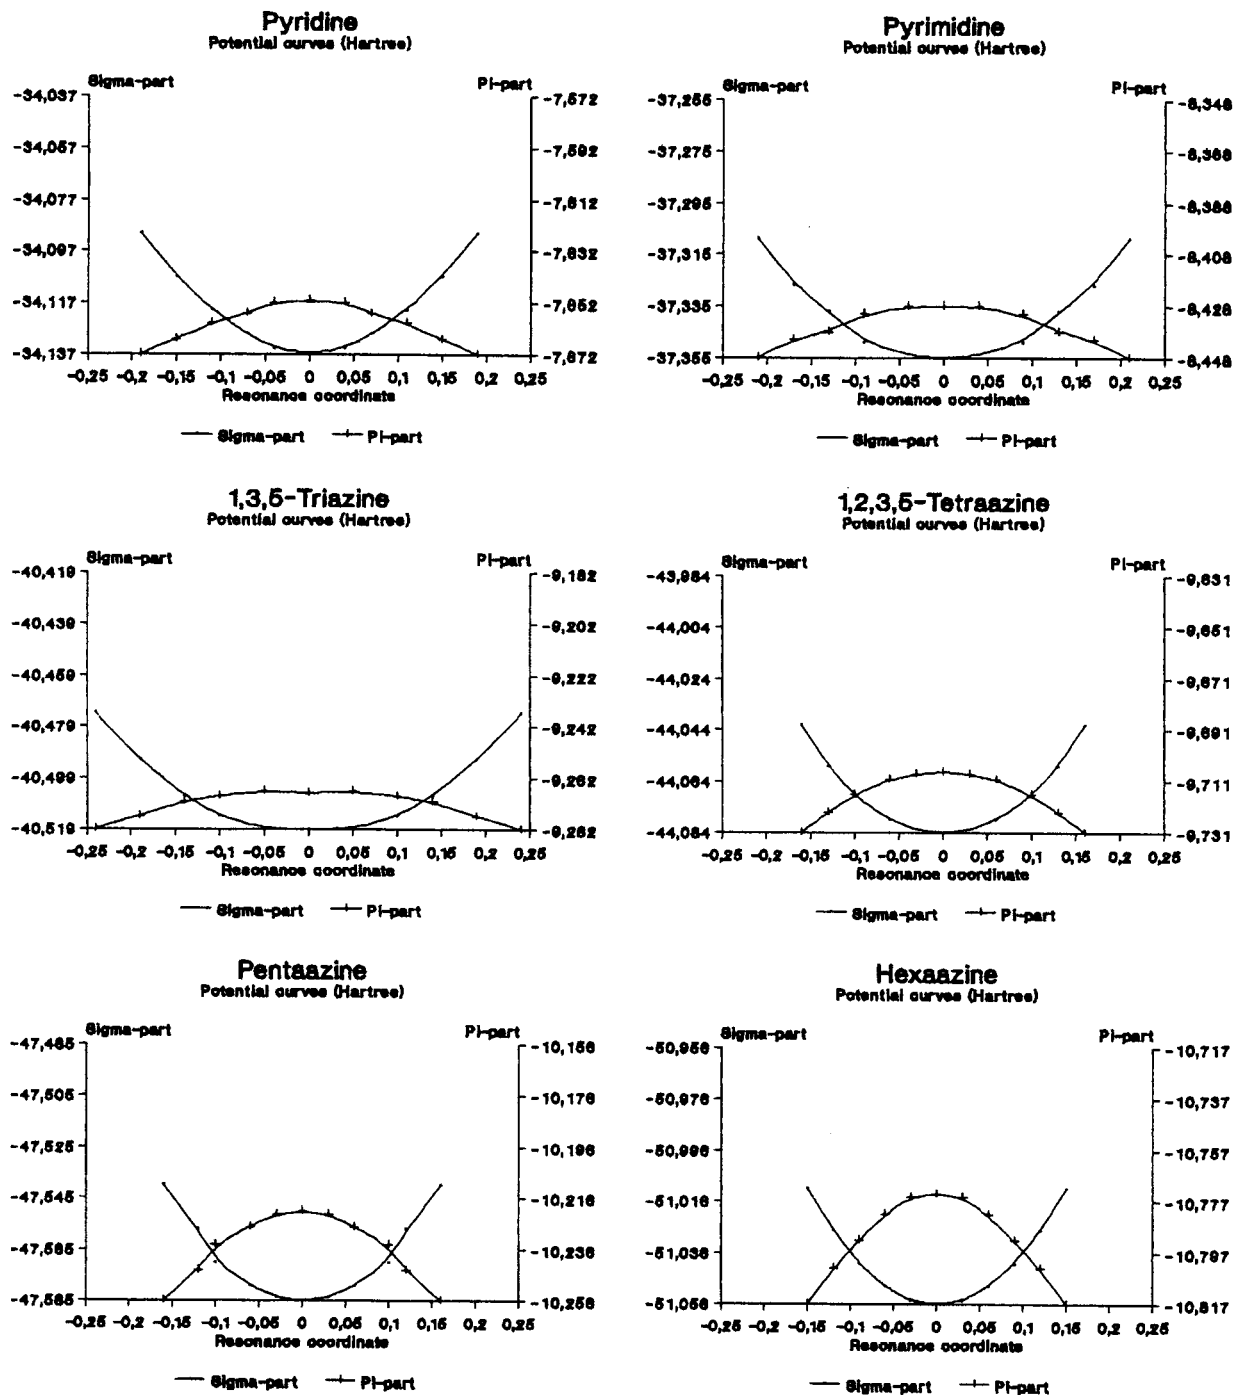 Pyridine
Potential curves (Hartree)
Sigma-part
Pi-part
-34,037
-34,057
-34,077
-34,097
-34,117
-34,137
-7,572
-7,592
-7,612
-7,632
-7,652
-7,672
-0,25 -0,2 -0,15 -0,1 -0,05 0 0,05 0,1 0,15 0,2 0,25
Resonance coordinate
Sigma-part Pi-part
Pyrimidine
Potential curves (Hartree)
Sigma-part
Pi-part
-37,255
-37,275
-37,295
-37,315
-37,335
-37,355
-8,348
-8,368
-8,388
-8,408
-8,428
-8,448
-0,25 -0,2 -0,15 -0,1 -0,05 0 0,05 0,1 0,15 0,2 0,25
Resonance coordinate
Sigma-part Pi-part
1,3,5-Triazine
Potential curves (Hartree)
Sigma-part
Pi-part
-40,419
-40,439
-40,459
-40,479
-40,499
-40,519
-9,182
-9,202
-9,222
-9,242
-9,262
-9,282
-0,25 -0,2 -0,15 -0,1 -0,05 0 0,05 0,1 0,15 0,2 0,25
Resonance coordinate
Sigma-part Pi-part
1,2,3,5-Tetraazine
Potential curves (Hartree)
Sigma-part
Pi-part
-43,984
-44,004
-44,024
-44,044
-44,064
-44,084
-9,631
-9,651
-9,671
-9,691
-9,711
-9,731
-0,25 -0,2 -0,15 -0,1 -0,05 0 0,05 0,1 0,15 0,2 0,25
Resonance coordinate
Sigma-part Pi-part
Pentaazine
Potential curves (Hartree)
Sigma-part
Pi-part
-47,485
-47,505
-47,525
-47,545
-47,565
-47,585
-10,156
-10,176
-10,196
-10,216
-10,236
-10,256
-0,25 -0,2 -0,15 -0,1 -0,05 0 0,05 0,1 0,15 0,2 0,25
Resonance coordinate
Sigma-part Pi-part
Hexaazine
Potential curves (Hartree)
Sigma-part
Pi-part
-50,956
-50,976
-50,996
-51,016
-51,036
-51,056
-10,717
-10,737
-10,757
-10,777
-10,797
-10,817
-0,25 -0,2 -0,15 -0,1 -0,05 0 0,05 0,1 0,15 0,2 0,25
Resonance coordinate
Sigma-part Pi-part